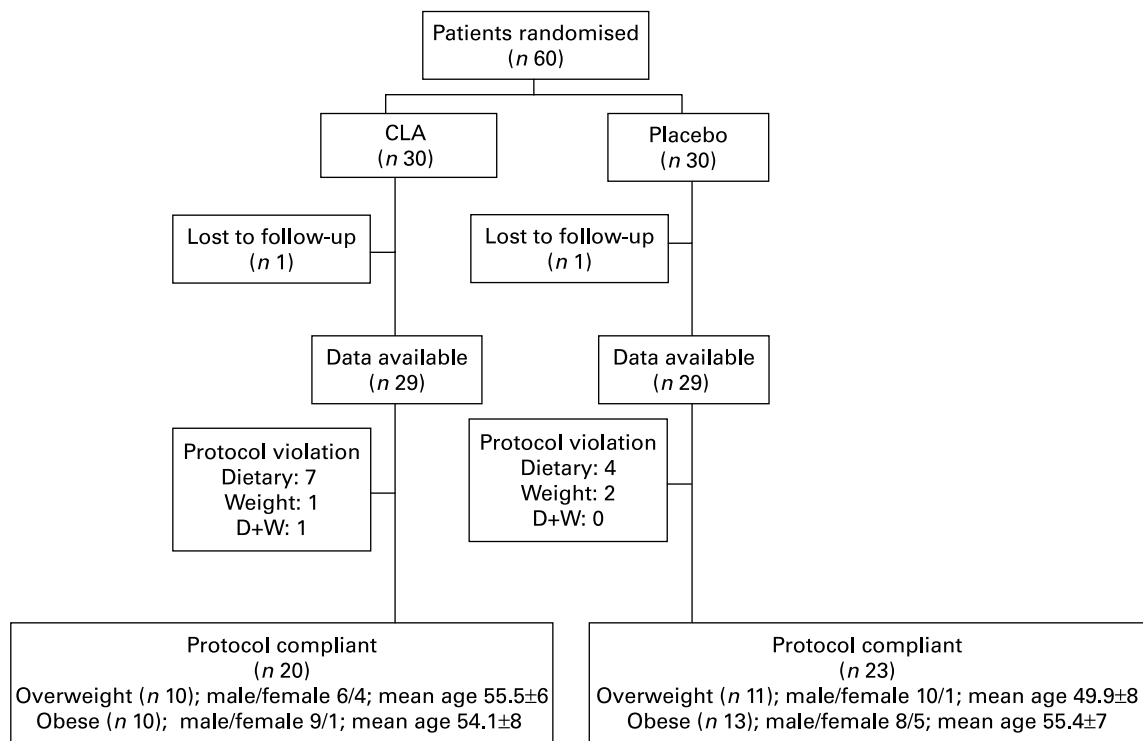 Patients randomised
(n 60)
CLA
(n 30)
Placebo
(n 30)
Lost to follow-up
(n 1)
Lost to follow-up
(n 1)
Data available
(n 29)
Data available
(n 29)
Protocol violation
Dietary: 7
Weight: 1
D+W: 1
Protocol violation
Dietary: 4
Weight: 2
D+W: 0
Protocol compliant
(n 20)
Overweight (n 10); male/female 6/4; mean age 55.5±6
Obese (n 10); male/female 9/1; mean age 54.1±8
Protocol compliant
(n 23)
Overweight (n 11); male/female 10/1; mean age 49.9±8
Obese (n 13); male/female 8/5; mean age 55.4±7